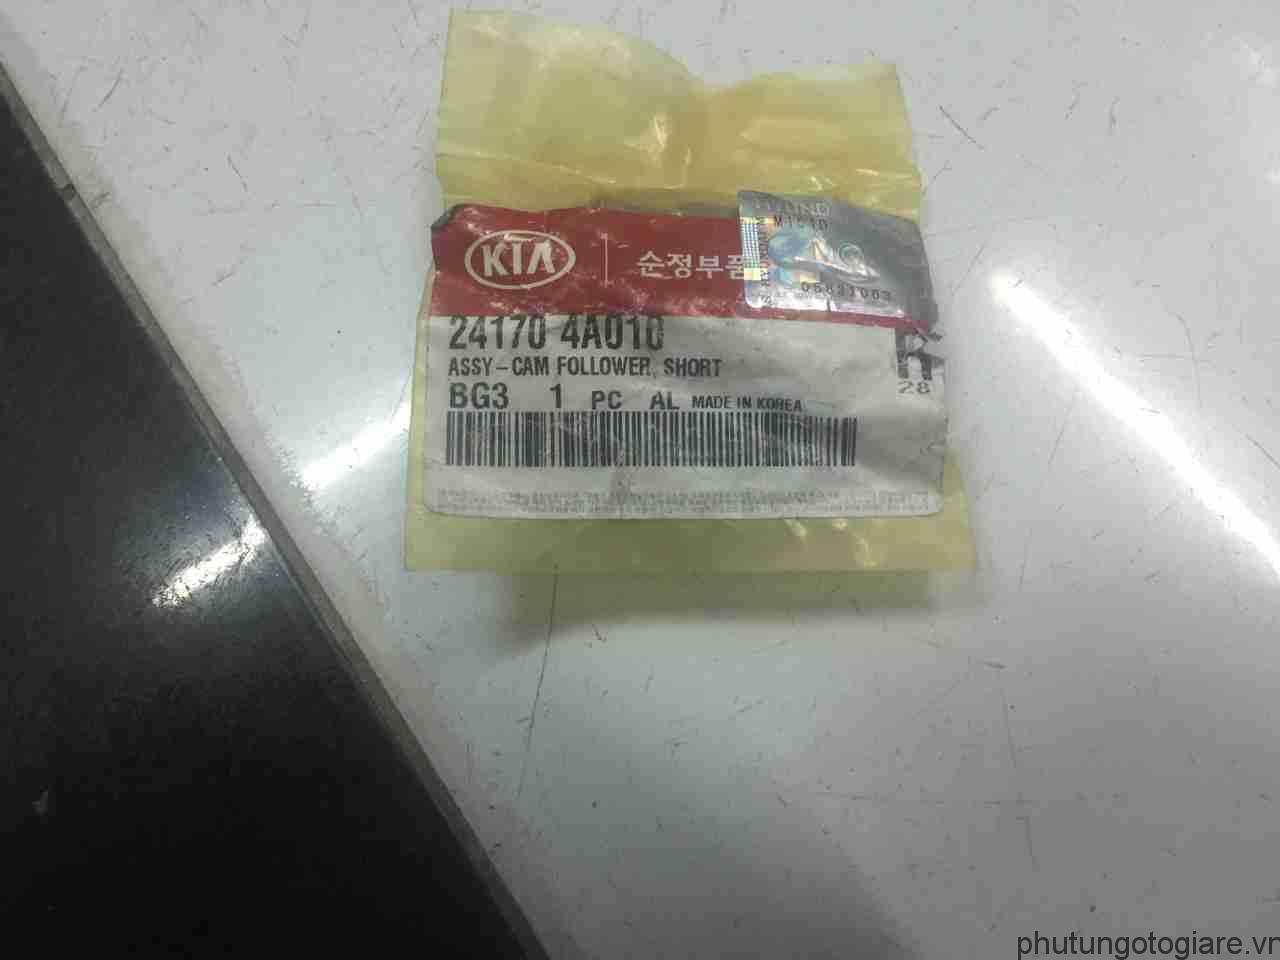 KIA 순정부품
24170 4A010
ASSY-CAM FOLLOWER, SHORT
BG3 1 PC AL MADE IN KOREA
28
phutungotogiare.vn